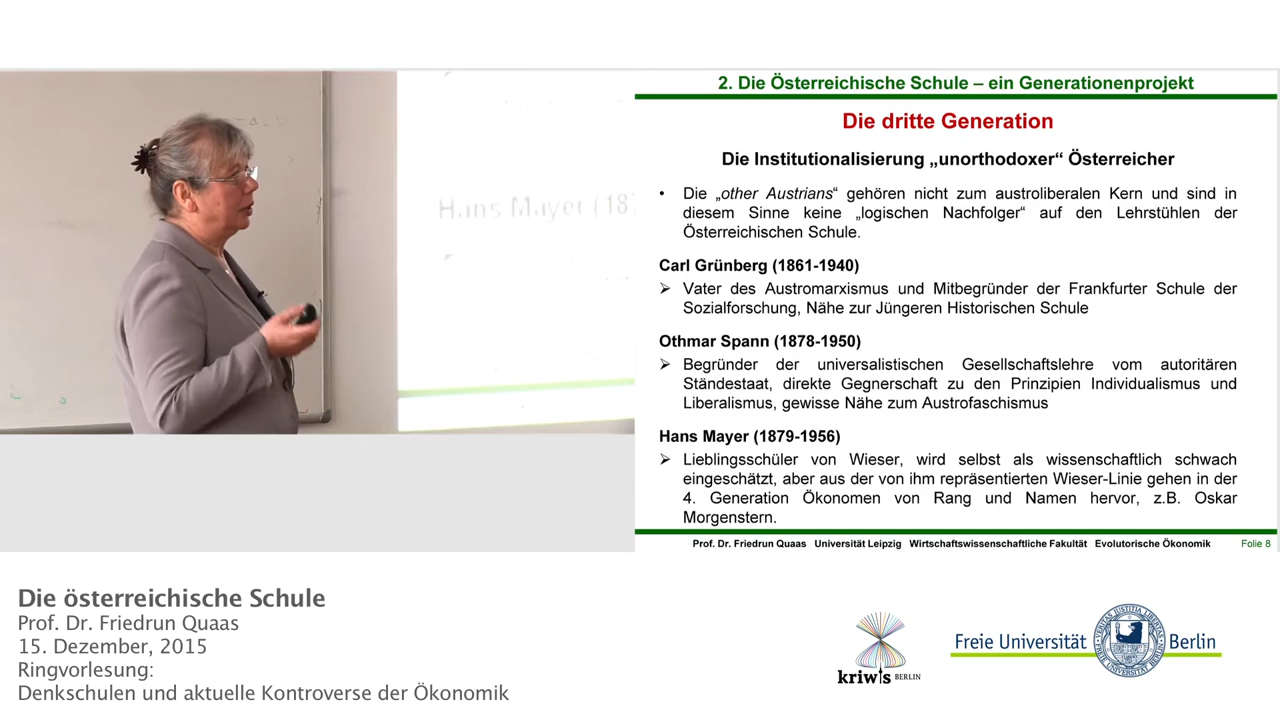 2. Die Österreichische Schule – ein Generationenprojekt
Die dritte Generation
Die Institutionalisierung „unorthodoxer“ Österreicher
• Die „other Austrians“ gehören nicht zum austroliberalen Kern und sind in
diesem Sinne keine „logischen Nachfolger“ auf den Lehrstühlen der
Österreichischen Schule.
Carl Grünberg (1861-1940)
➢ Vater des Austromarxismus und Mitbegründer der Frankfurter Schule der
Sozialforschung, Nähe zur Jüngeren Historischen Schule
Othmar Spann (1878-1950)
➢ Begründer der universalistischen Gesellschaftslehre vom autoritären
Ständestaat, direkte Gegnerschaft zu den Prinzipien Individualismus und
Liberalismus, gewisse Nähe zum Austrofaschismus
Hans Mayer (1879-1956)
➢ Lieblingsschüler von Wieser, wird selbst als wissenschaftlich schwach
eingeschätzt, aber aus der von ihm repräsentierten Wieser-Linie gehen in der
4. Generation Ökonomen von Rang und Namen hervor, z.B. Oskar
Morgenstern.
Prof. Dr. Friedrun Quaas Universität Leipzig Wirtschaftswissenschaftliche Fakultät Evolutorische Ökonomik Folie 8
Hans Mayer (187
Die österreichische Schule
Prof. Dr. Friedrun Quaas
15. Dezember, 2015
Ringvorlesung:
Denkschulen und aktuelle Kontroverse der Ökonomik
kriwis BERLIN
Freie Universität Berlin